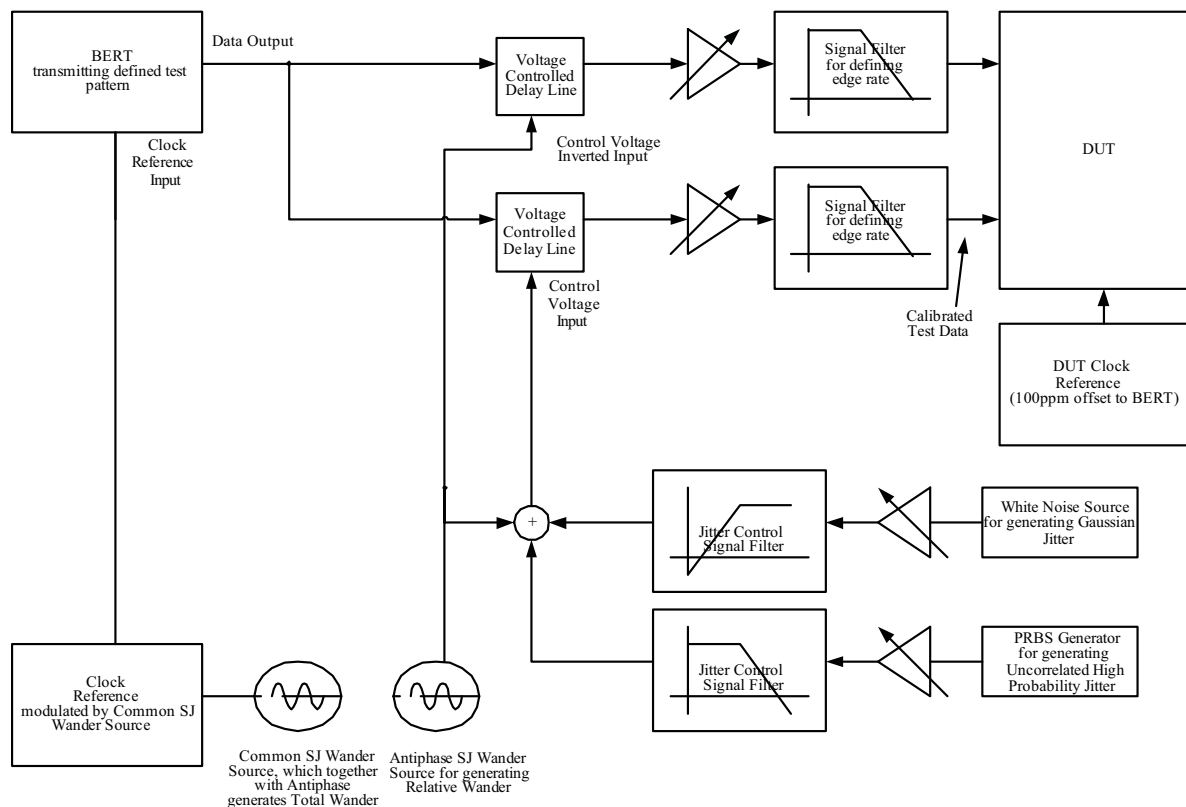 BERT
transmitting defined test
pattern
Data Output
Clock
Reference
Input
Voltage
Controlled
Delay Line
Control Voltage
Inverted Input
Signal Filter
for defining
edge rate
DUT
Voltage
Controlled
Delay Line
Control
Voltage
Input
Signal Filter
for defining
edge rate
Calibrated
Test Data
DUT Clock
Reference
(100ppm offset to BERT)
+
Jitter Control
Signal Filter
White Noise Source
for generating Gaussian
Jitter
Jitter Control
Signal Filter
PRBS Generator
for generating
Uncorrelated High
Probability Jitter
Clock
Reference
modulated by Common SJ
Wander Source
Common SJ Wander
Source, which together
with Antiphase
generates Total Wander
Antiphase SJ Wander
Source for generating
Relative Wander